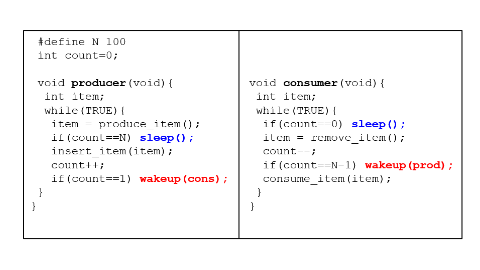 #define N 100
int count=0;
void producer(void){
int item;
while(TRUE){
item = produce_item();
if(count==N) sleep();
insert_item(item);
count++;
if(count==1) wakeup(cons);
}
}
void consumer(void){
int item;
while(TRUE){
if(count==0) sleep();
item = remove_item();
count--;
if(count==N-1) wakeup(prod);
consume_item(item);
}
}